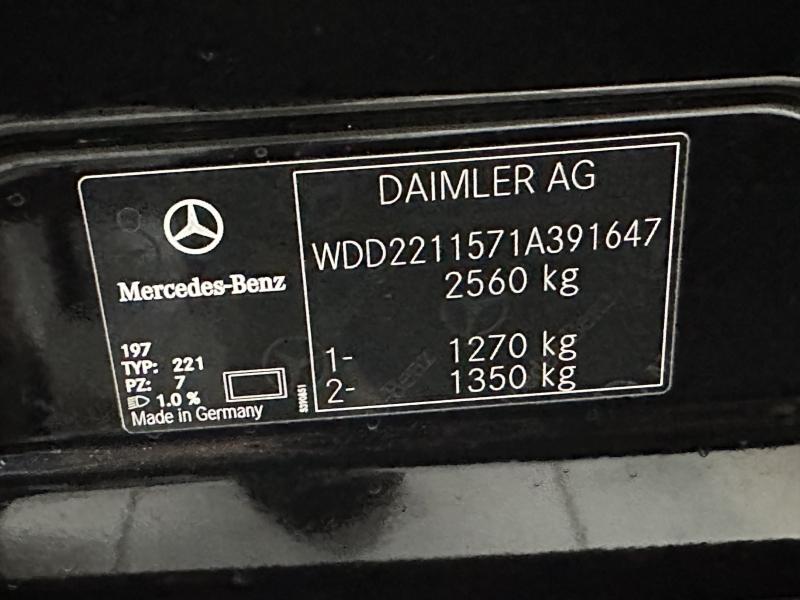 DAIMLER AG
WDD2211571A391647
2560 kg
1- 1270 kg
2- 1350 kg
Mercedes-Benz
197
TYP: 221
PZ: 7
1.0 %
Made in Germany